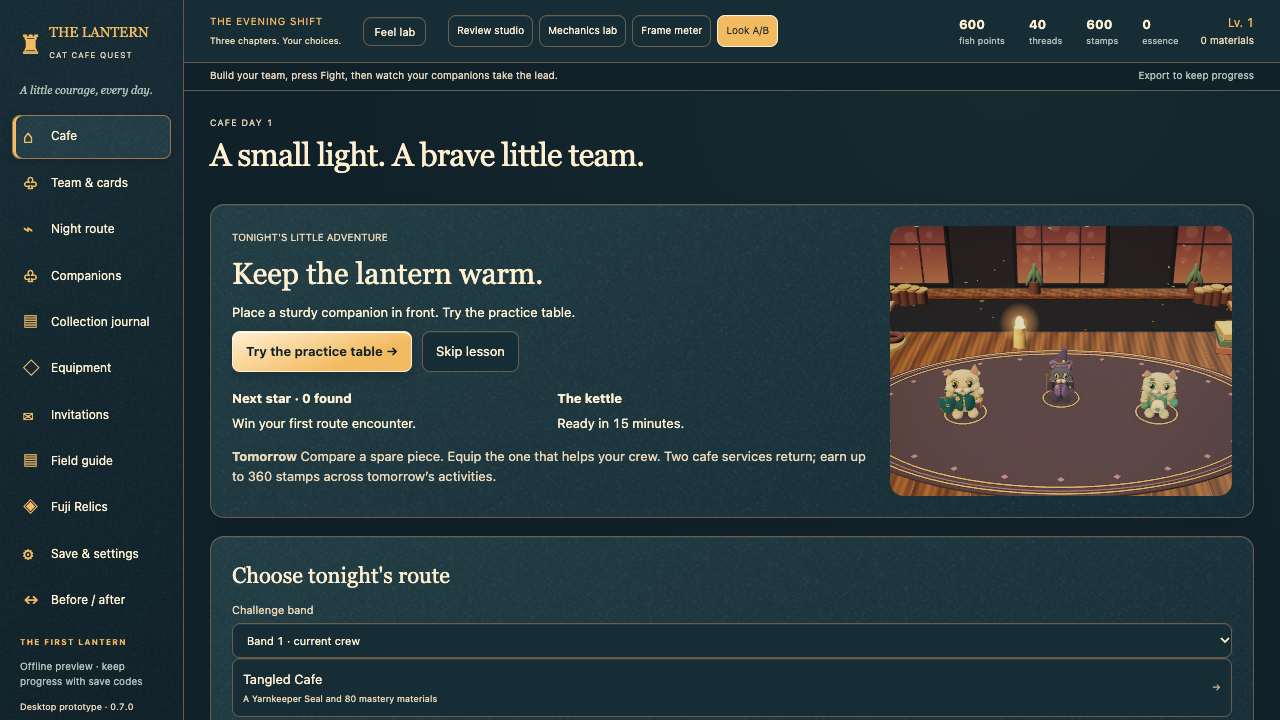 THE LANTERN
CAT CAFE QUEST
A little courage, every day.
Cafe
Team & cards
Night route
Companions
Collection journal
Equipment
Invitations
Field guide
Fuji Relics
Save & settings
Before / after
THE FIRST LANTERN
Offline preview · keep
progress with save codes
Desktop prototype · 0.7.0
THE EVENING SHIFT
Three chapters. Your choices.
Feel lab
Review studio
Mechanics lab
Frame meter
Look A/B
600
fish points
40
threads
600
stamps
0
essence
Lv. 1
0 materials
Build your team, press Fight, then watch your companions take the lead.
Export to keep progress
CAFE DAY 1
A small light. A brave little team.
TONIGHT'S LITTLE ADVENTURE
Keep the lantern warm.
Place a sturdy companion in front. Try the practice table.
Try the practice table →
Skip lesson
Next star · 0 found
Win your first route encounter.
The kettle
Ready in 15 minutes.
Tomorrow Compare a spare piece. Equip the one that helps your crew. Two cafe services return; earn up
to 360 stamps across tomorrow’s activities.
Choose tonight's route
Challenge band
Band 1 · current crew
Tangled Cafe
A Yarnkeeper Seal and 80 mastery materials
→